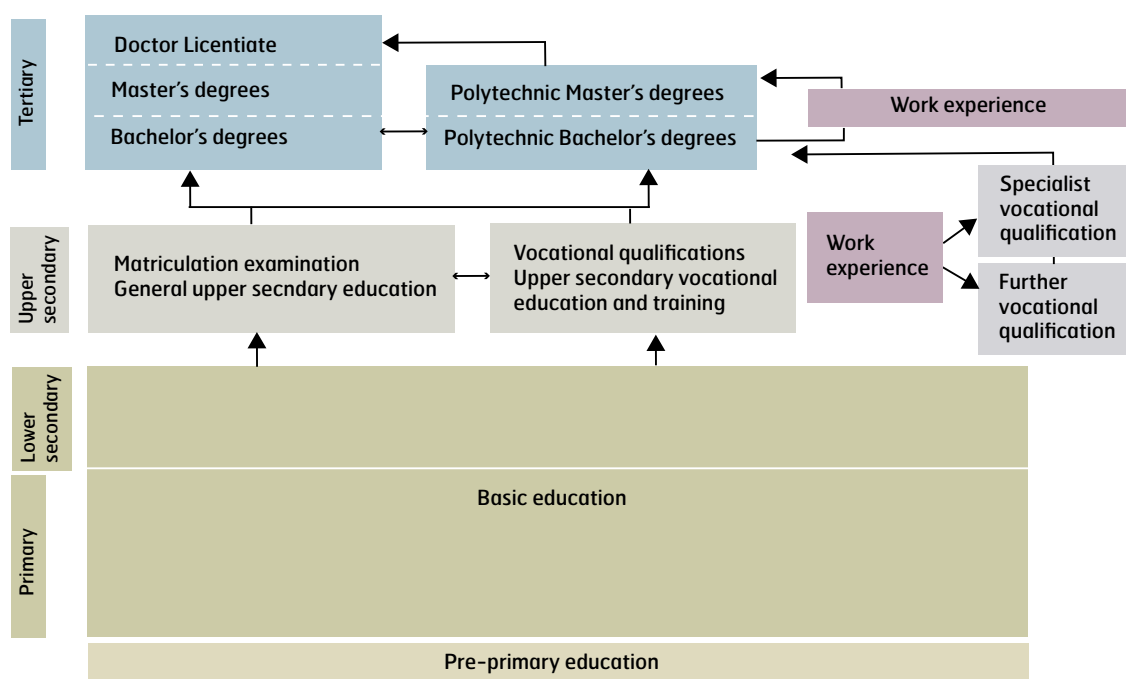 Tertiary
Doctor Licentiate
Master's degrees
Bachelor's degrees
Polytechnic Master's degrees
Polytechnic Bachelor's degrees
Work experience
Specialist
vocational
qualification
Work
experience
Further
vocational
qualification
Upper
secondary
Matriculation examination
General upper secndary education
Vocational qualifications
Upper secondary vocational
education and training
Lower
secondary
Primary
Basic education
Pre-primary education